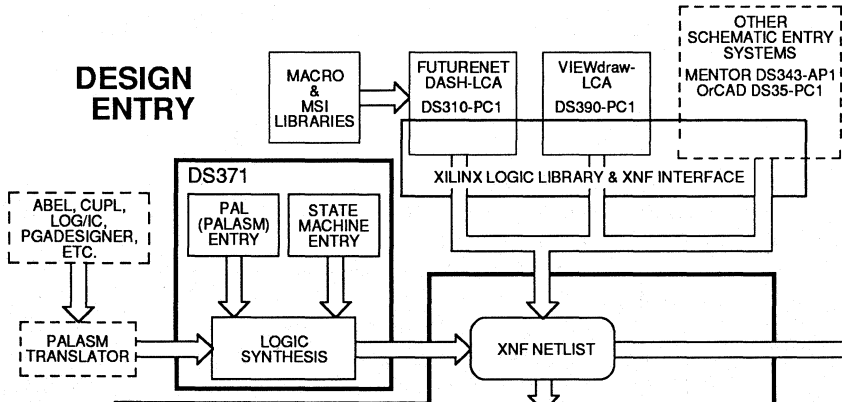 DESIGN
ENTRY
MACRO
&
MSI
LIBRARIES
FUTURENET
DASH-LCA
DS310-PC1
VIEWdraw-
LCA
DS390-PC1
OTHER
SCHEMATIC ENTRY
SYSTEMS
MENTOR DS343-AP1
OrCAD DS35-PC1
XILINX LOGIC LIBRARY & XNF INTERFACE
DS371
ABEL, CUPL,
LOG/IC,
PGADESIGNER,
ETC.
PAL
(PALASM)
ENTRY
STATE
MACHINE
ENTRY
PALASM
TRANSLATOR
LOGIC
SYNTHESIS
XNF NETLIST